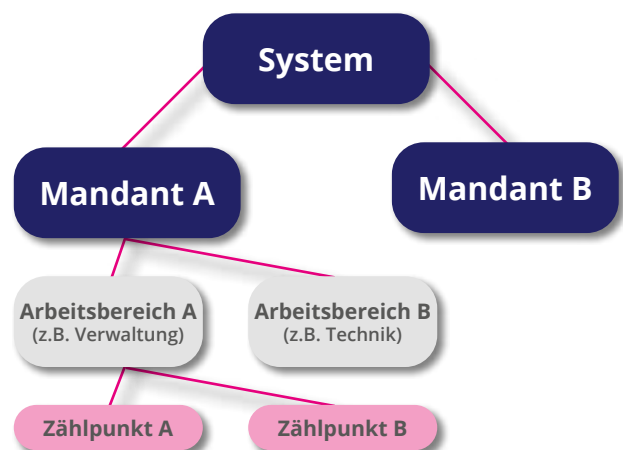 System
Mandant A
Mandant B
Arbeitsbereich A
(z.B. Verwaltung)
Arbeitsbereich B
(z.B. Technik)
Zählpunkt A
Zählpunkt B